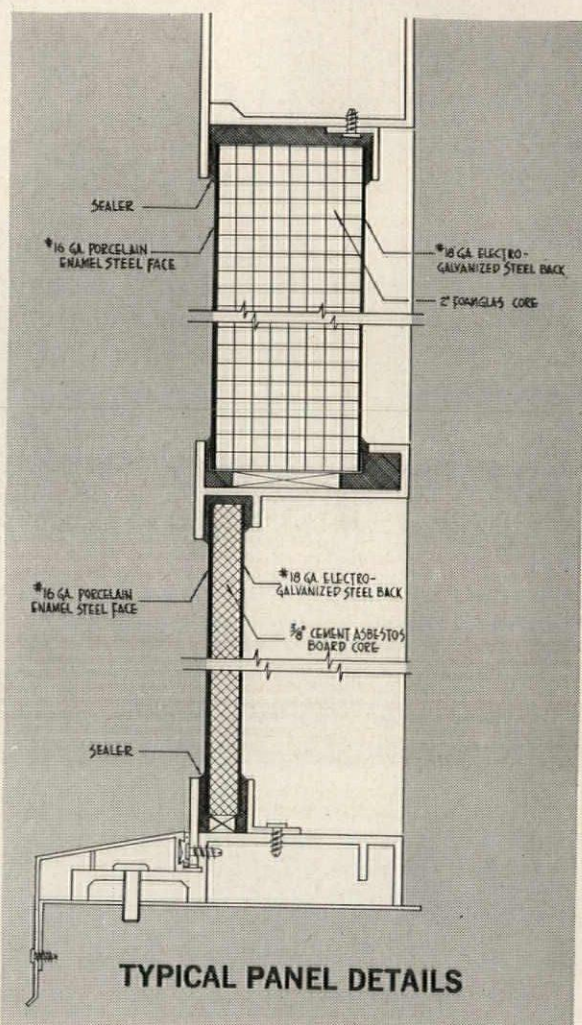 SEALER
*16 GA. PORCELAIN
ENAMEL STEEL FACE
*18 GA. ELECTRO-
GALVANIZED STEEL BACK
2" FOAMGLAS CORE
*16 GA. PORCELAIN
ENAMEL STEEL FACE
*18 GA. ELECTRO-
GALVANIZED STEEL BACK
3/8" CEMENT ASBESTOS
BOARD CORE
SEALER
TYPICAL PANEL DETAILS